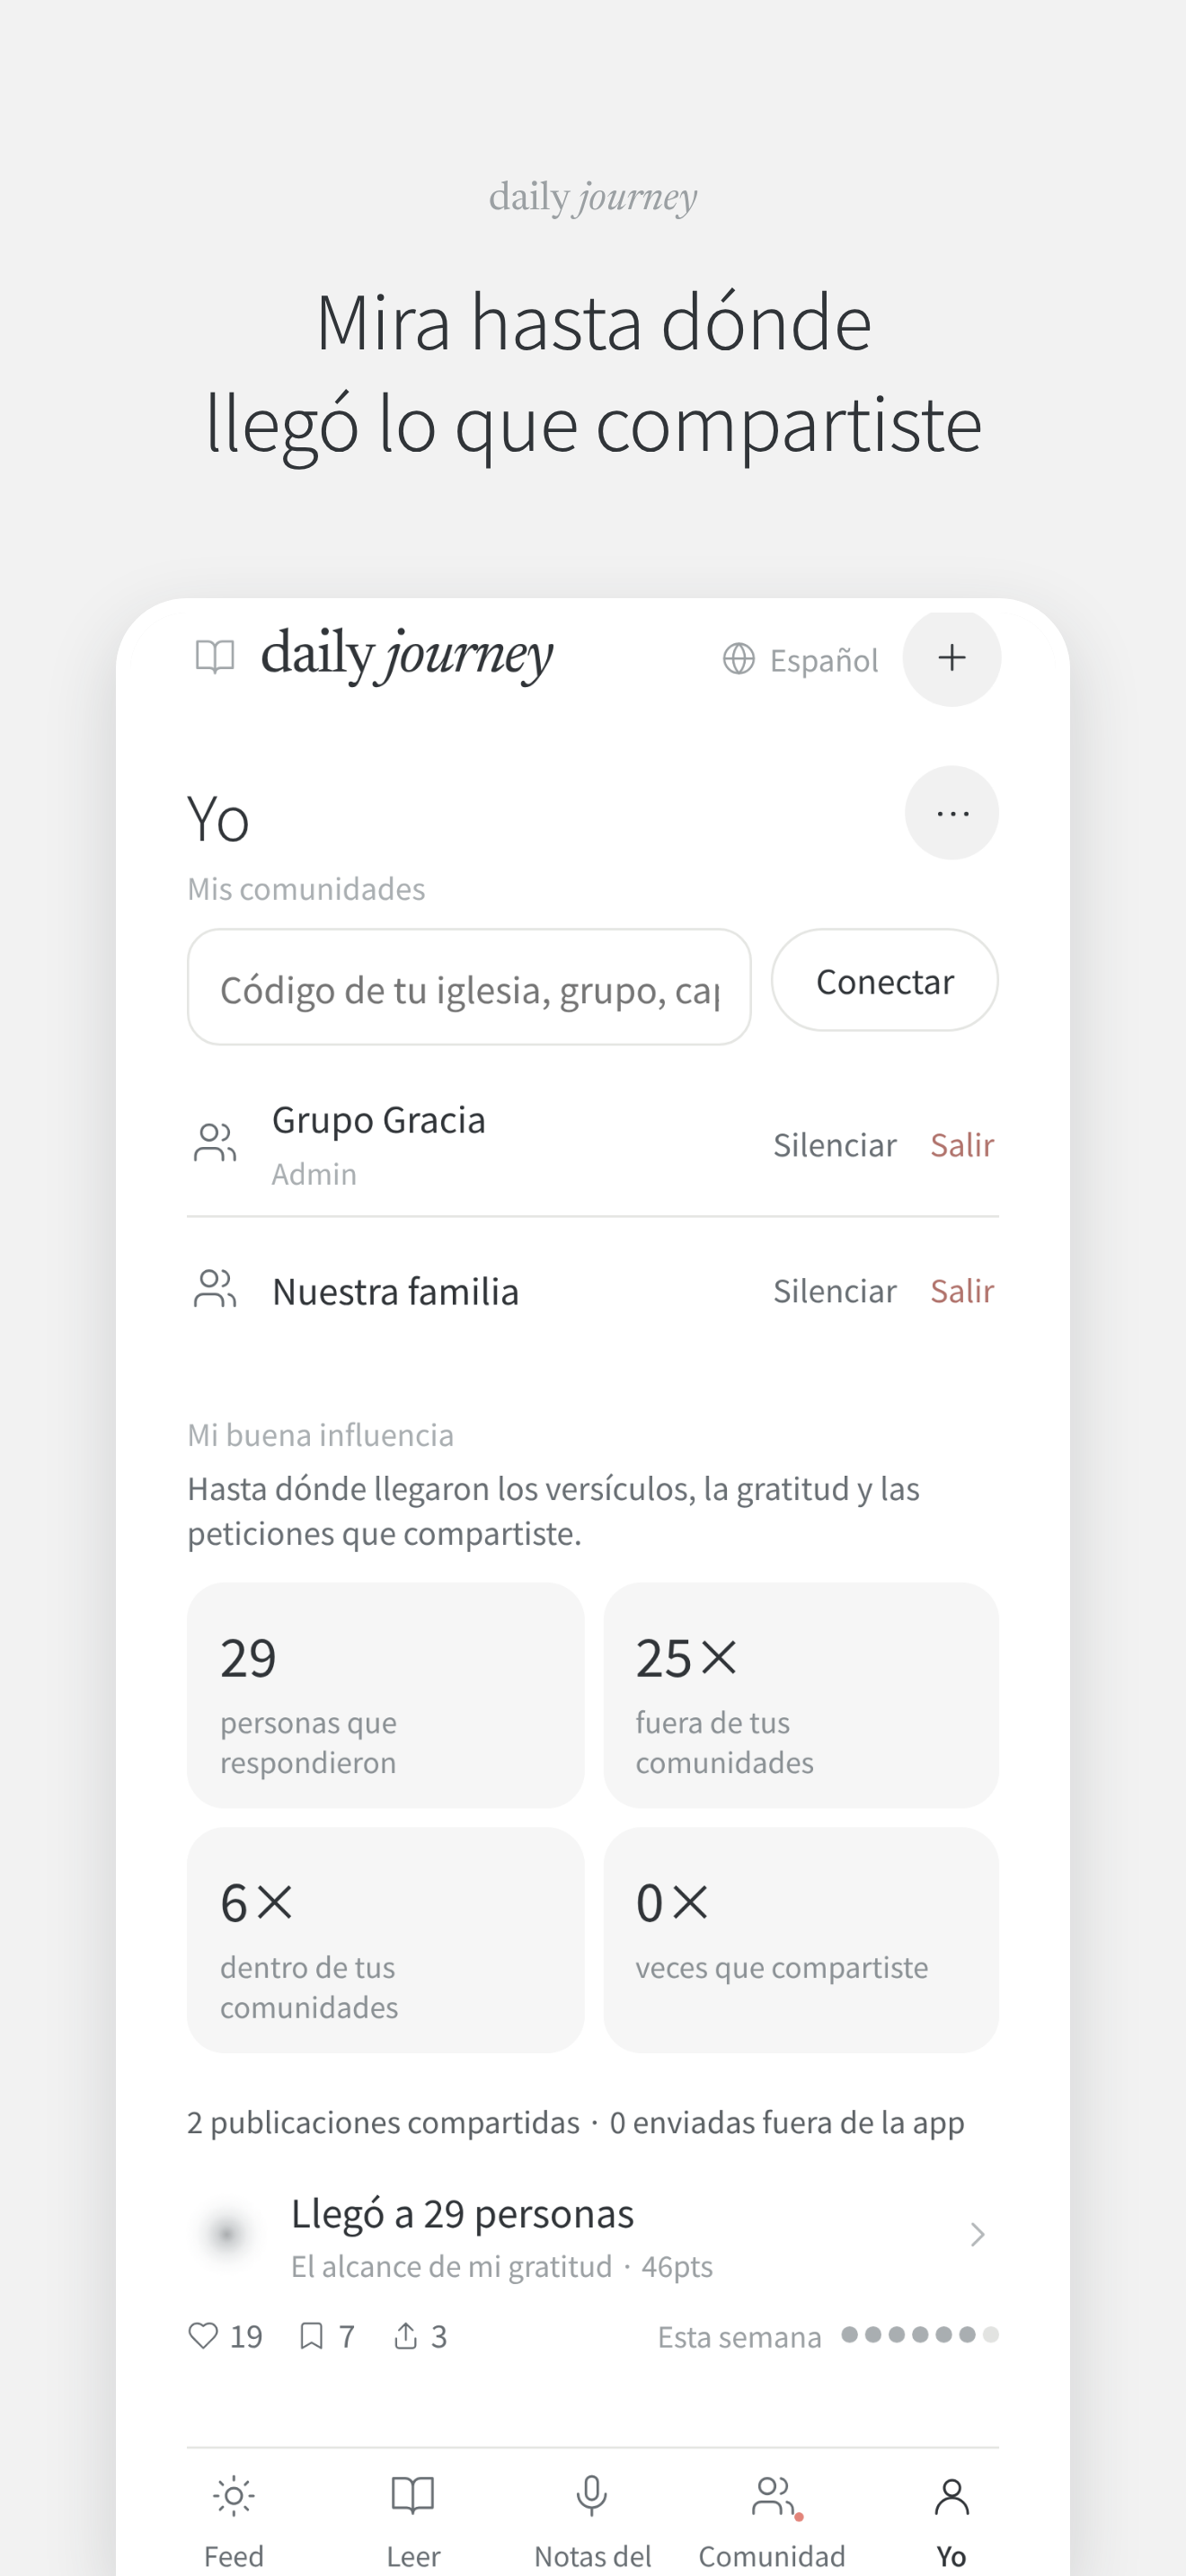 daily journey
Mira hasta dónde
llegó lo que compartiste
daily journey
Español
Yo
Mis comunidades
Código de tu iglesia, grupo,
Conectar
Grupo Gracia
Admin
Silenciar Salir
Nuestra familia
Silenciar Salir
Mi buena influencia
Hasta dónde llegaron los versículos, la gratitud y las
peticiones que compartiste.
29
personas que
respondieron
25×
fuera de tus
comunidades
6×
dentro de tus
comunidades
0×
veces que compartiste
2 publicaciones compartidas · 0 enviadas fuera de la app
Llegó a 29 personas
El alcance de mi gratitud · 46pts
19 7 3
Esta semana
Feed
Leer
Notas del
Comunidad
Yo